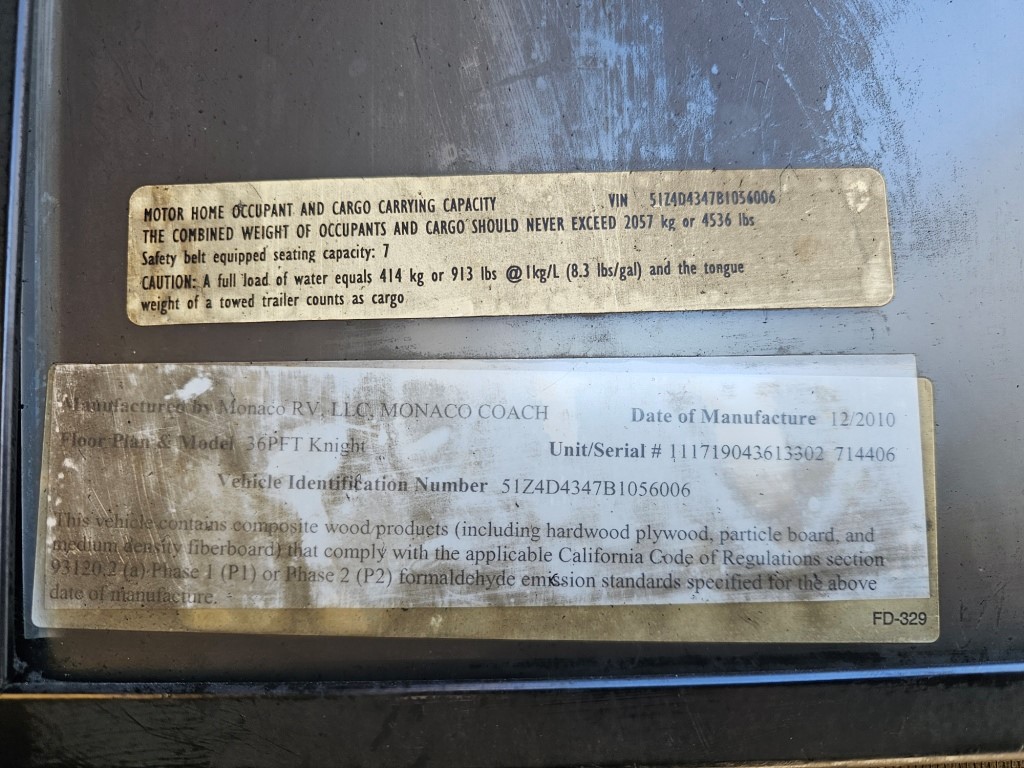 MOTOR HOME OCCUPANT AND CARGO CARRYING CAPACITY VIN 51Z4D4347B1056006
THE COMBINED WEIGHT OF OCCUPANTS AND CARGO SHOULD NEVER EXCEED 2057 kg or 4536 lbs
Safety belt equipped seating capacity: 7
CAUTION: A full load of water equals 414 kg or 913 lbs @1kg/L (8.3 lbs/gal) and the tongue
weight of a towed trailer counts as cargo
Manufactured by Monaco RV, LLC, MONACO COACH Date of Manufacture 12/2010
Floor Plan & Model 36PFT Knight Unit/Serial # 111719043613302 714406
Vehicle Identification Number 51Z4D4347B1056006
This vehicle contains composite wood products (including hardwood plywood, particle board, and
medium density fiberboard) that comply with the applicable California Code of Regulations section
93120.2 (a) Phase 1 (P1) or Phase 2 (P2) formaldehyde emission standards specified for the above
date of manufacture.
FD-329